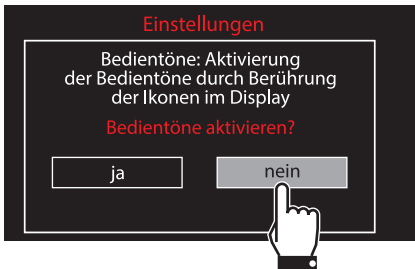 Einstellungen
Bedientöne: Aktivierung
der Bedientöne durch Berührung
der Ikonen im Display
Bedientöne aktivieren?
ja
nein